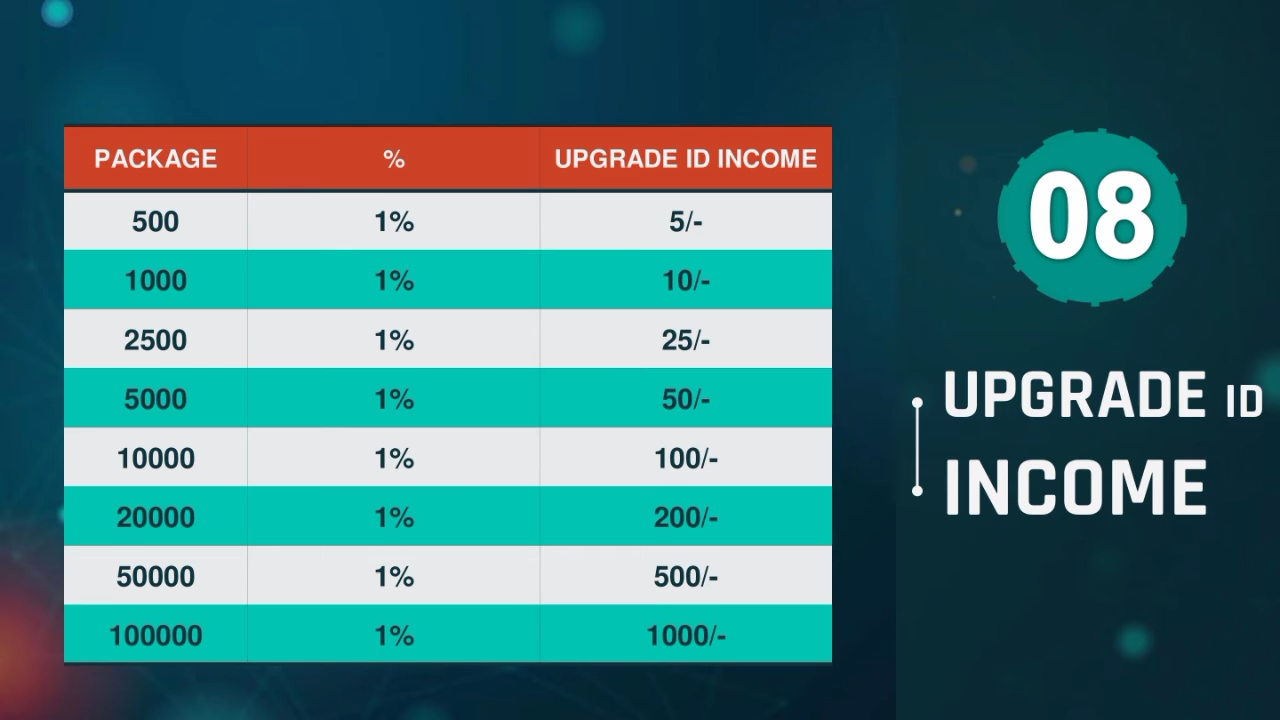 PACKAGE % UPGRADE ID INCOME
500 1% 5/-
1000 1% 10/-
2500 1% 25/-
5000 1% 50/-
10000 1% 100/-
20000 1% 200/-
50000 1% 500/-
100000 1% 1000/-
08
UPGRADE ID
INCOME